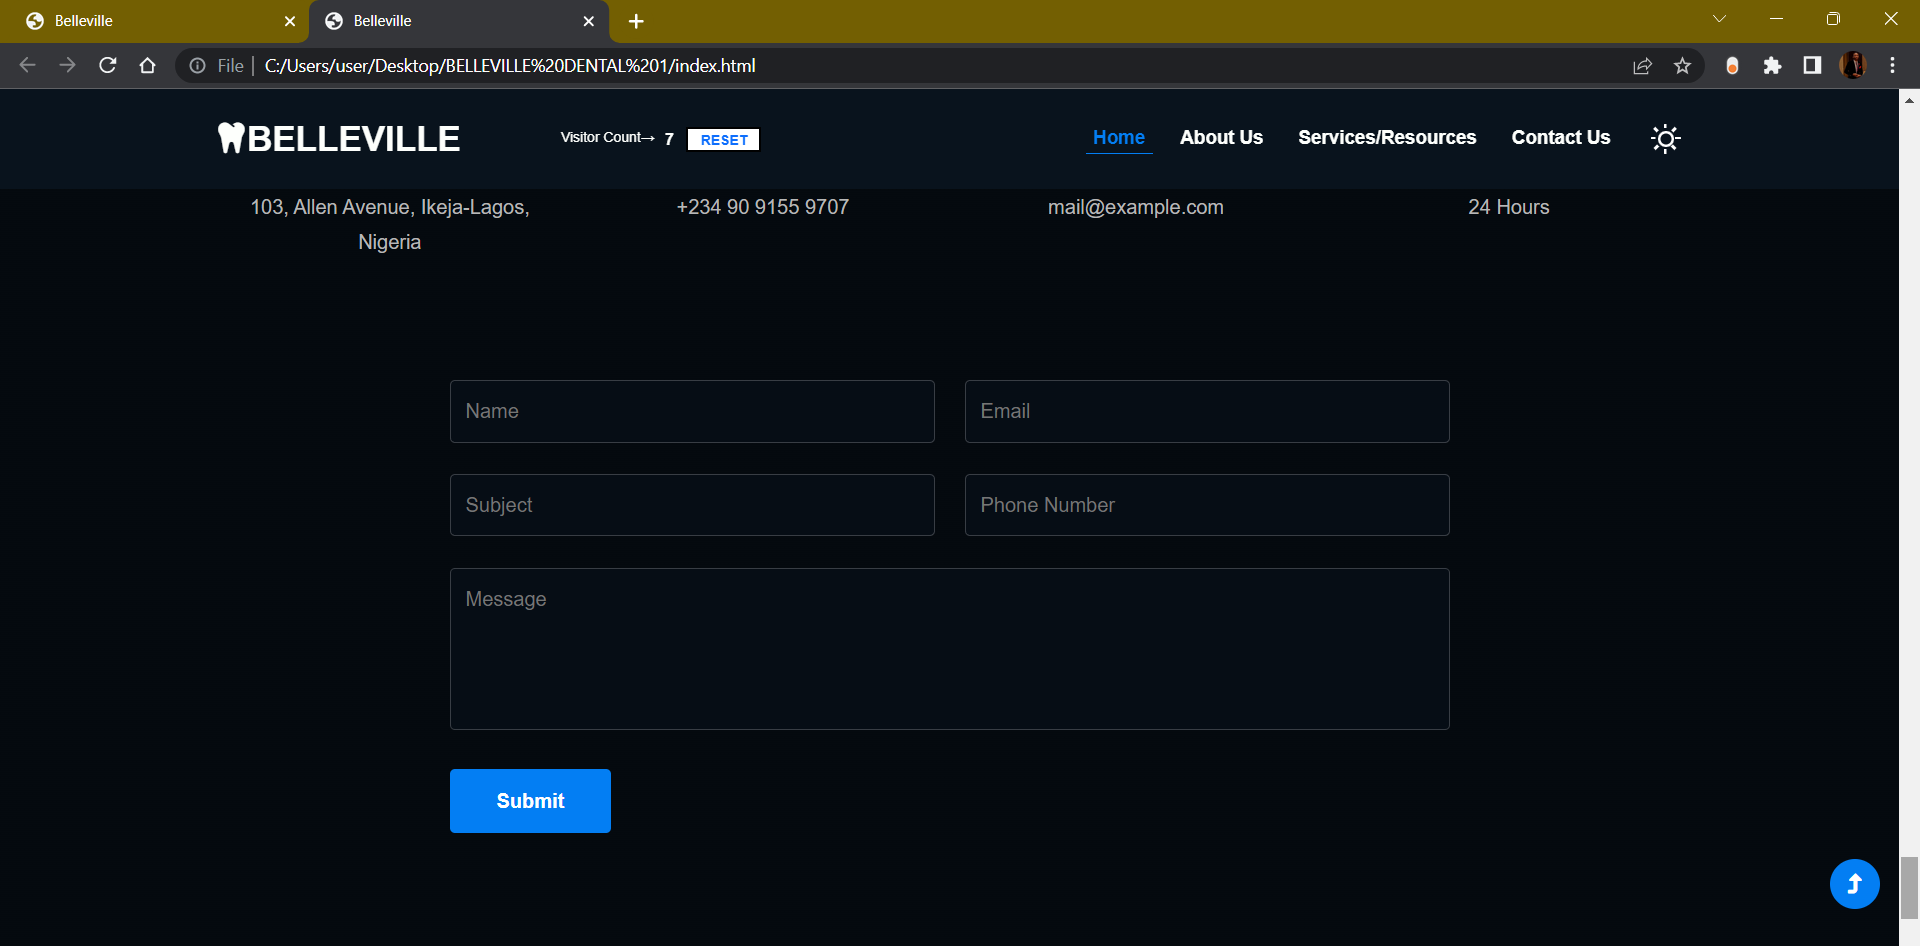 Belleville
Belleville
File | C:/Users/user/Desktop/BELLEVILLE%20DENTAL%201/index.html
BELLEVILLE
Visitor Count→ 7 RESET
Home About Us Services/Resources Contact Us
103, Allen Avenue, Ikeja-Lagos,
Nigeria
+234 90 9155 9707
mail@example.com
24 Hours
Name
Email
Subject
Phone Number
Message
Submit